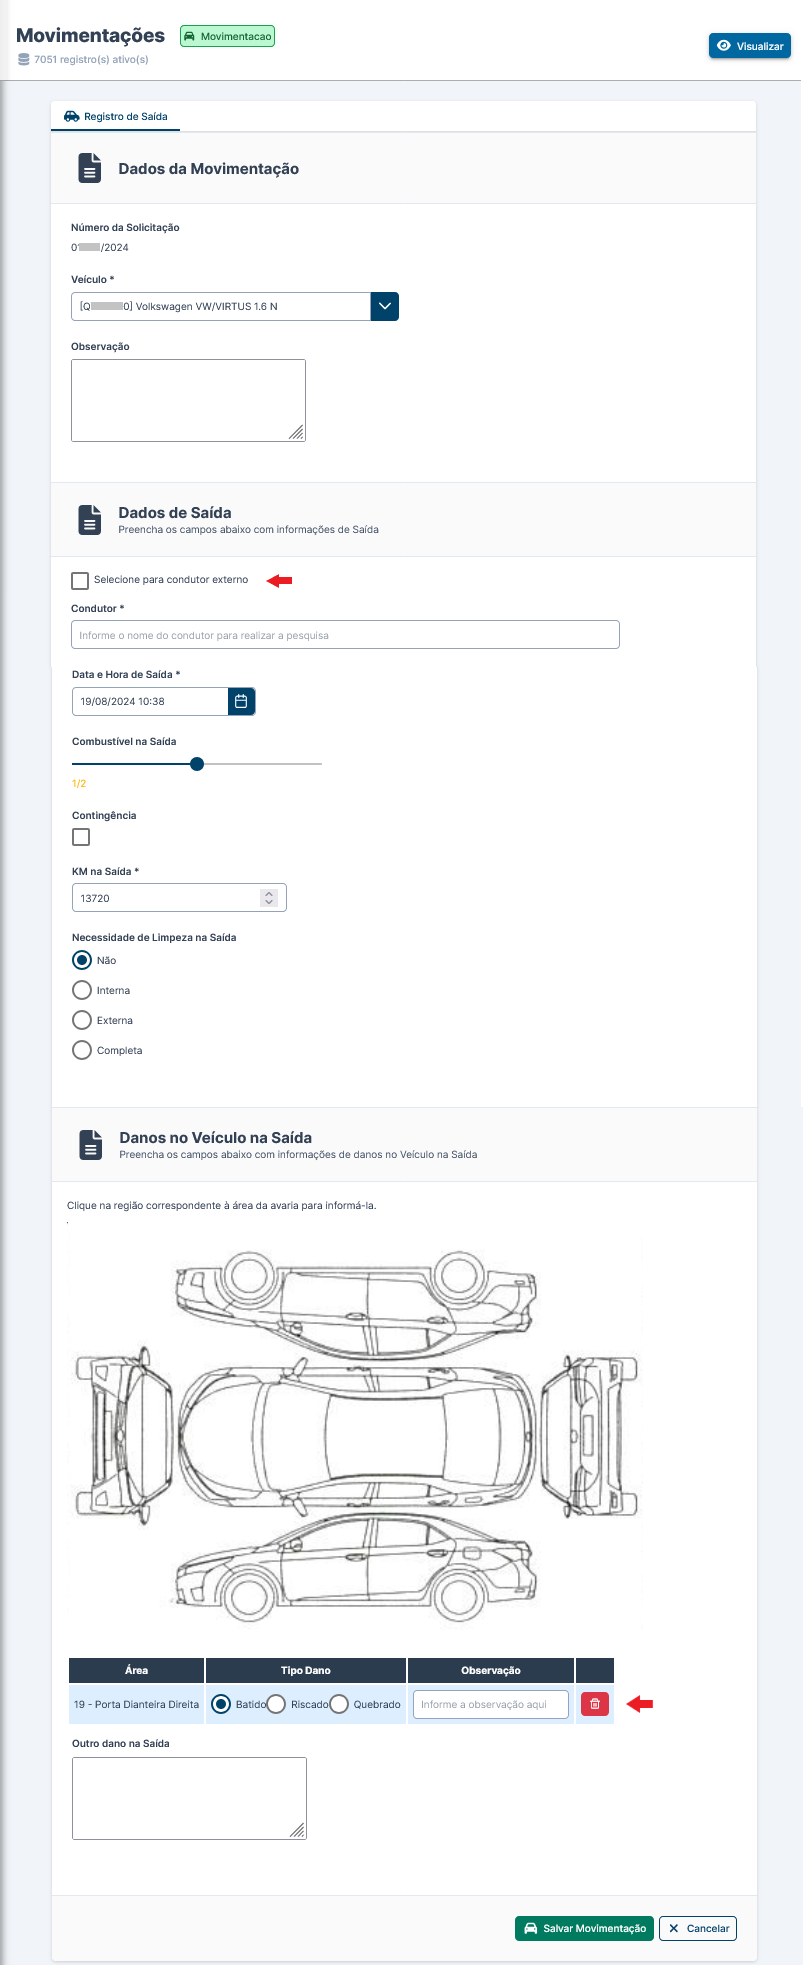 Movimentações
Movimentacao
7051 registro(s) ativo(s)
Visualizar
Registro de Saída
Dados da Movimentação
Número da Solicitação
0 /2024
Veículo *
[Q 0] Volkswagen VW/VIRTUS 1.6 N
Observação
Dados de Saída
Preencha os campos abaixo com informações de Saída
Selecione para condutor externo
Condutor *
Informe o nome do condutor para realizar a pesquisa
Data e Hora de Saída *
19/08/2024 10:38
Combustível na Saída
1/2
Contingência
KM na Saída *
13720
Necessidade de Limpeza na Saída
Não
Interna
Externa
Completa
Danos no Veículo na Saída
Preencha os campos abaixo com informações de danos no Veículo na Saída
Clique na região correspondente à área da avaria para informá-la.
.
Área Tipo Dano Observação
19 - Porta Dianteira Direita Batido Riscado Quebrado Informe a observação aqui
Outro dano na Saída
Salvar Movimentação Cancelar